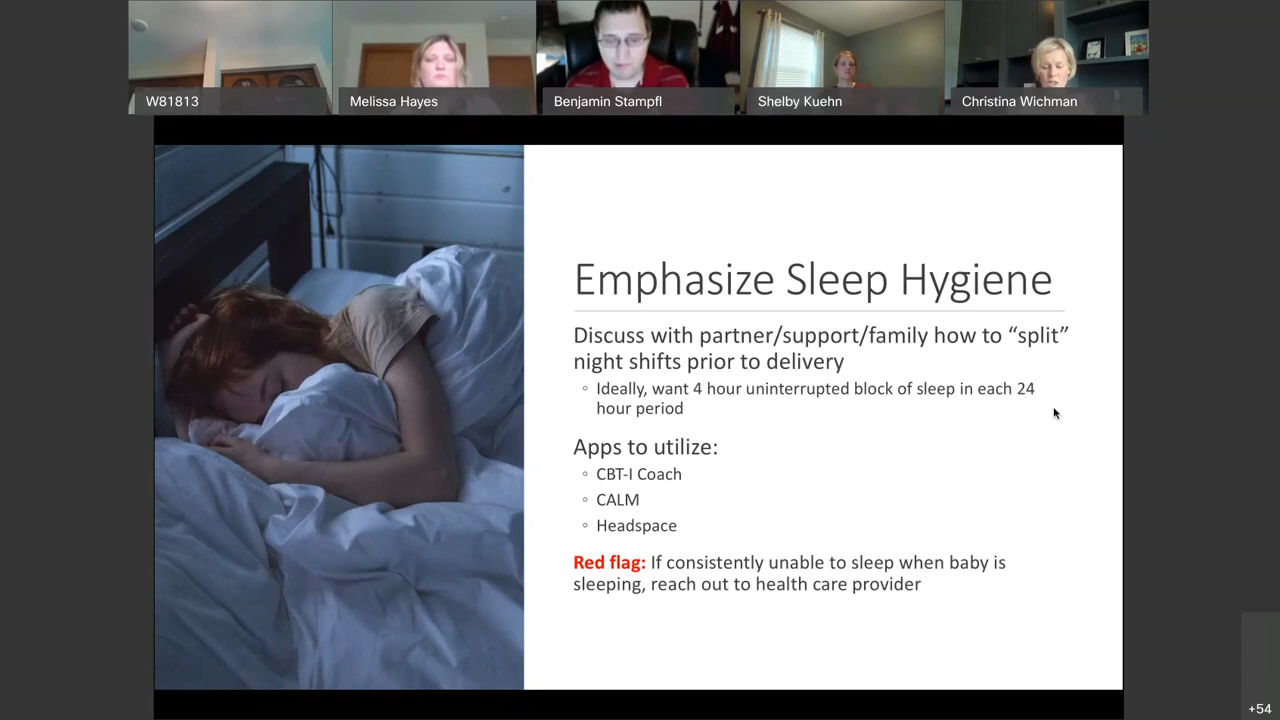 W81813
Melissa Hayes
Benjamin Stampfl
Shelby Kuehn
Christina Wichman
Emphasize Sleep Hygiene
Discuss with partner/support/family how to “split”
night shifts prior to delivery
◦ Ideally, want 4 hour uninterrupted block of sleep in each 24
hour period
Apps to utilize:
◦ CBT-I Coach
◦ CALM
◦ Headspace
Red flag: If consistently unable to sleep when baby is
sleeping, reach out to health care provider
+54